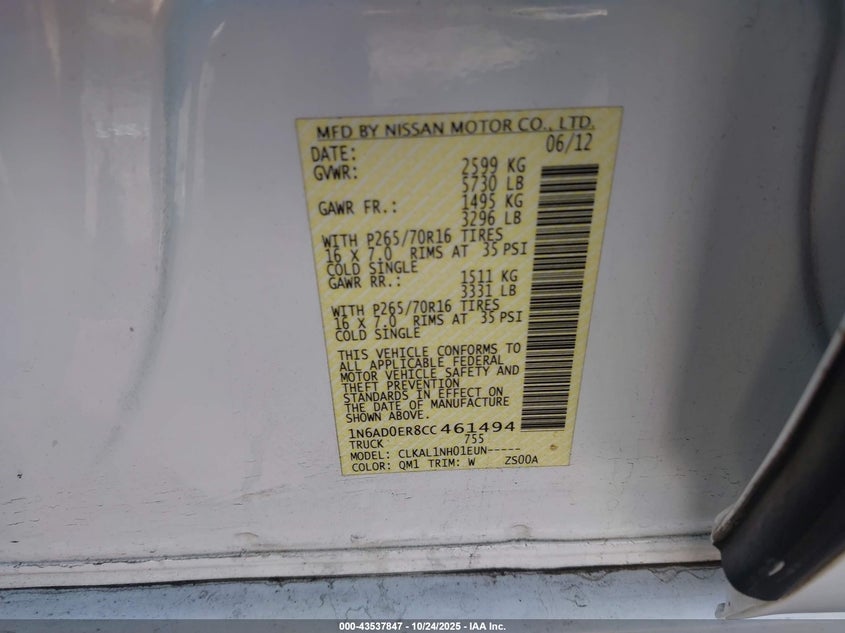 MFD BY NISSAN MOTOR CO., LTD.
DATE: 06/12
GVWR: 2599 KG
5730 LB
GAWR FR.: 1495 KG
3296 LB
WITH P265/70R16 TIRES
16 X 7.0 RIMS AT 35 PSI
COLD SINGLE
GAWR RR.: 1511 KG
3331 LB
WITH P265/70R16 TIRES
16 X 7.0 RIMS AT 35 PSI
COLD SINGLE
THIS VEHICLE CONFORMS TO
ALL APPLICABLE FEDERAL
MOTOR VEHICLE SAFETY AND
THEFT PREVENTION
STANDARDS IN EFFECT ON
THE DATE OF MANUFACTURE
SHOWN ABOVE.
1N6AD0ER8CC461494
TRUCK 755
MODEL: CLKAL1NH01EUN-----
COLOR: QM1 TRIM: W ZS00A
000-43537847 - 10/24/2025 - IAA Inc.